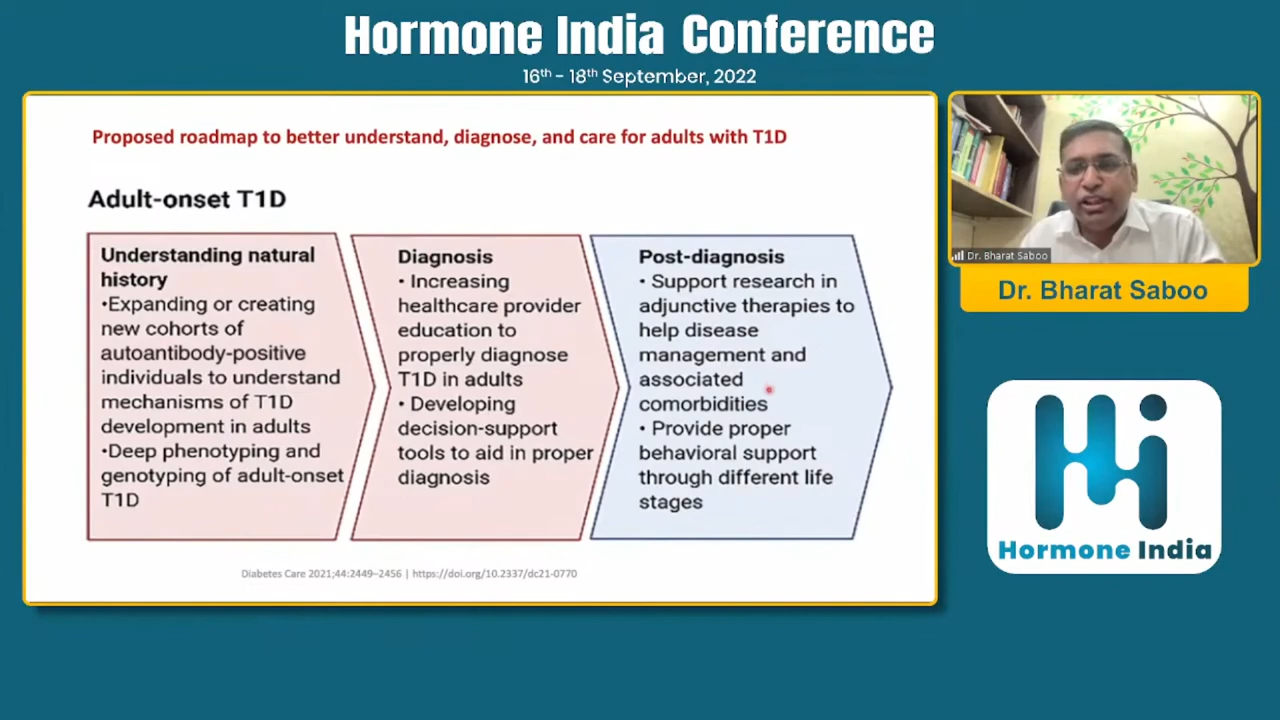 Hormone India Conference
16th - 18th September, 2022
Proposed roadmap to better understand, diagnose, and care for adults with T1D
Adult-onset T1D
Understanding natural
history
•Expanding or creating
new cohorts of
autoantibody-positive
individuals to understand
mechanisms of T1D
development in adults
•Deep phenotyping and
genotyping of adult-onset
T1D
Diagnosis
• Increasing
healthcare provider
education to
properly diagnose
T1D in adults
• Developing
decision-support
tools to aid in proper
diagnosis
Post-diagnosis
• Support research in
adjunctive therapies to
help disease
management and
associated
comorbidities
• Provide proper
behavioral support
through different life
stages
Diabetes Care 2021;44:2449–2456 | https://doi.org/10.2337/dc21-0770
Dr. Bharat Saboo
Dr. Bharat Saboo
Hormone India